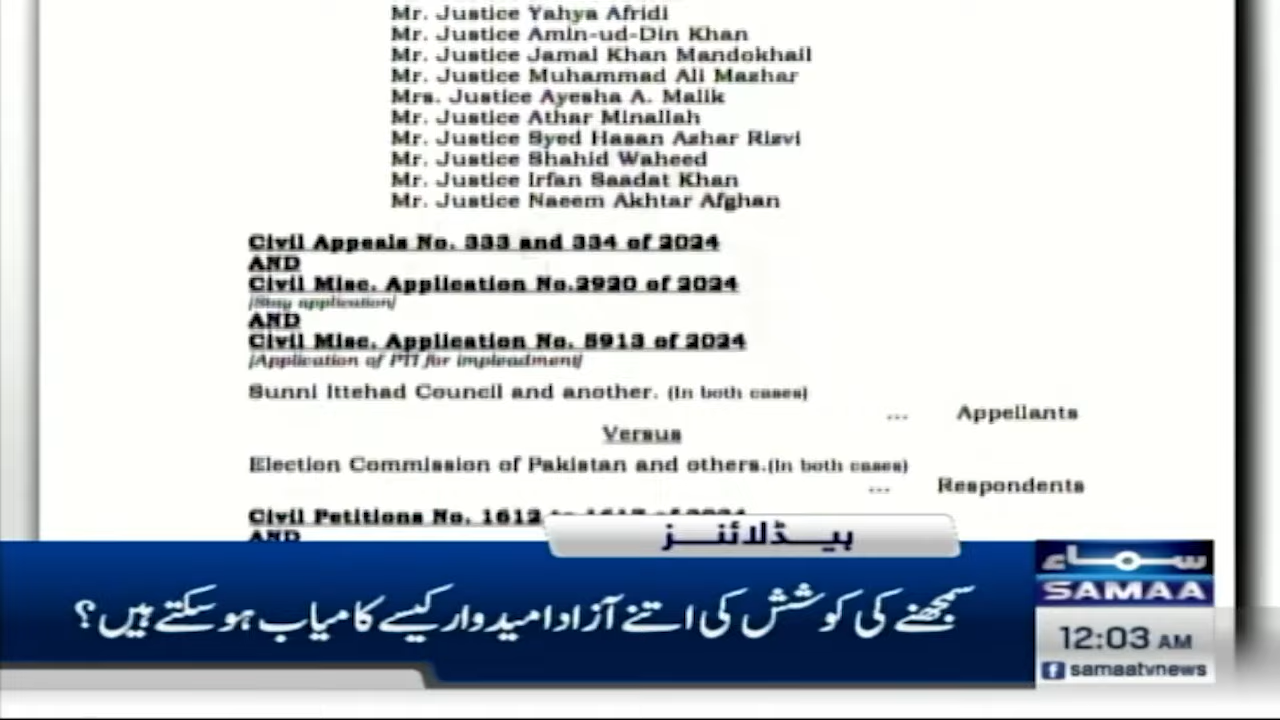 Mr. Justice Yahya Afridi
Mr. Justice Amin-ud-Din Khan
Mr. Justice Jamal Khan Mandokhail
Mr. Justice Muhammad Ali Mazhar
Mrs. Justice Ayesha A. Malik
Mr. Justice Athar Minallah
Mr. Justice Syed Hasan Azhar Rizvi
Mr. Justice Shahid Waheed
Mr. Justice Irfan Saadat Khan
Mr. Justice Naeem Akhtar Afghan
Civil Appeals No. 333 and 334 of 2024
AND
Civil Misc. Application No.2920 of 2024
[Stay application]
AND
Civil Misc. Application No. 5913 of 2024
[Application of PTI for impleadment]
Sunni Ittehad Council and another. (In both cases)
... Appellants
Versus
Election Commission of Pakistan and others.(In both cases)
... Respondents
Civil Petitions No. 1612 to 1617 of 2024
AND
ہیڈلائنز
سمجھنے کی کوشش کی اتنے آزاد امیدوار کیسے کامیاب ہوسکتے ہیں؟
سماء
SAMAA
12:03 AM
samaatvnews